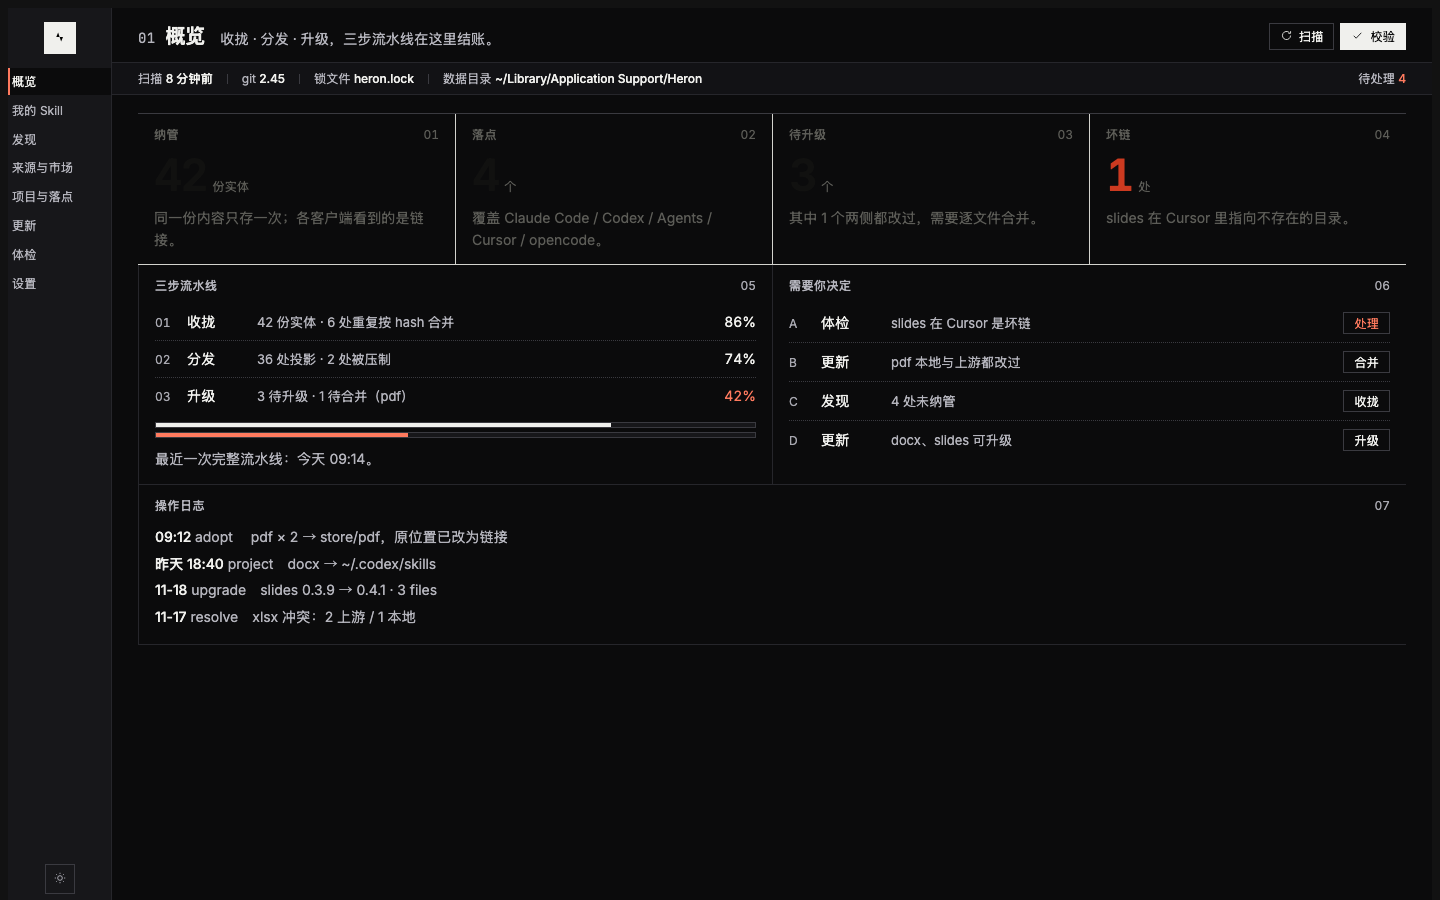 01 概览 收拢 · 分发 · 升级，三步流水线在这里结账。
扫描
校验
概览
我的 Skill
发现
来源与市场
项目与落点
更新
体检
设置
扫描 8 分钟前
git 2.45
锁文件 heron.lock
数据目录 ~/Library/Application Support/Heron
待处理 4
纳管 01
42 份实体
同一份内容只存一次；各客户端看到的是链
接。
落点 02
4 个
覆盖 Claude Code / Codex / Agents /
Cursor / opencode。
待升级 03
3 个
其中 1 个两侧都改过，需要逐文件合并。
坏链 04
1 处
slides 在 Cursor 里指向不存在的目录。
三步流水线 05
01 收拢 42 份实体 · 6 处重复按 hash 合并 86%
02 分发 36 处投影 · 2 处被压制 74%
03 升级 3 待升级 · 1 待合并（pdf） 42%
最近一次完整流水线：今天 09:14。
需要你决定 06
A 体检 slides 在 Cursor 是坏链 处理
B 更新 pdf 本地与上游都改过 合并
C 发现 4 处未纳管 收拢
D 更新 docx、slides 可升级 升级
操作日志 07
09:12 adopt pdf × 2 → store/pdf，原位置已改为链接
昨天 18:40 project docx → ~/.codex/skills
11-18 upgrade slides 0.3.9 → 0.4.1 · 3 files
11-17 resolve xlsx 冲突：2 上游 / 1 本地